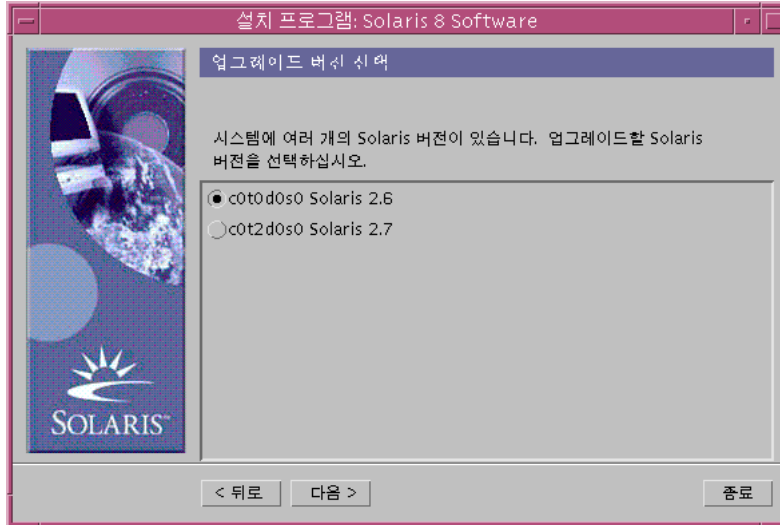 설치 프로그램: Solaris 8 Software
업그레이드 버전 선택
시스템에 여러 개의 Solaris 버전이 있습니다. 업그레이드할 Solaris
버전을 선택하십시오.
c0t0d0s0 Solaris 2.6
c0t2d0s0 Solaris 2.7
SOLARIS™
< 뒤로
다음 >
종료